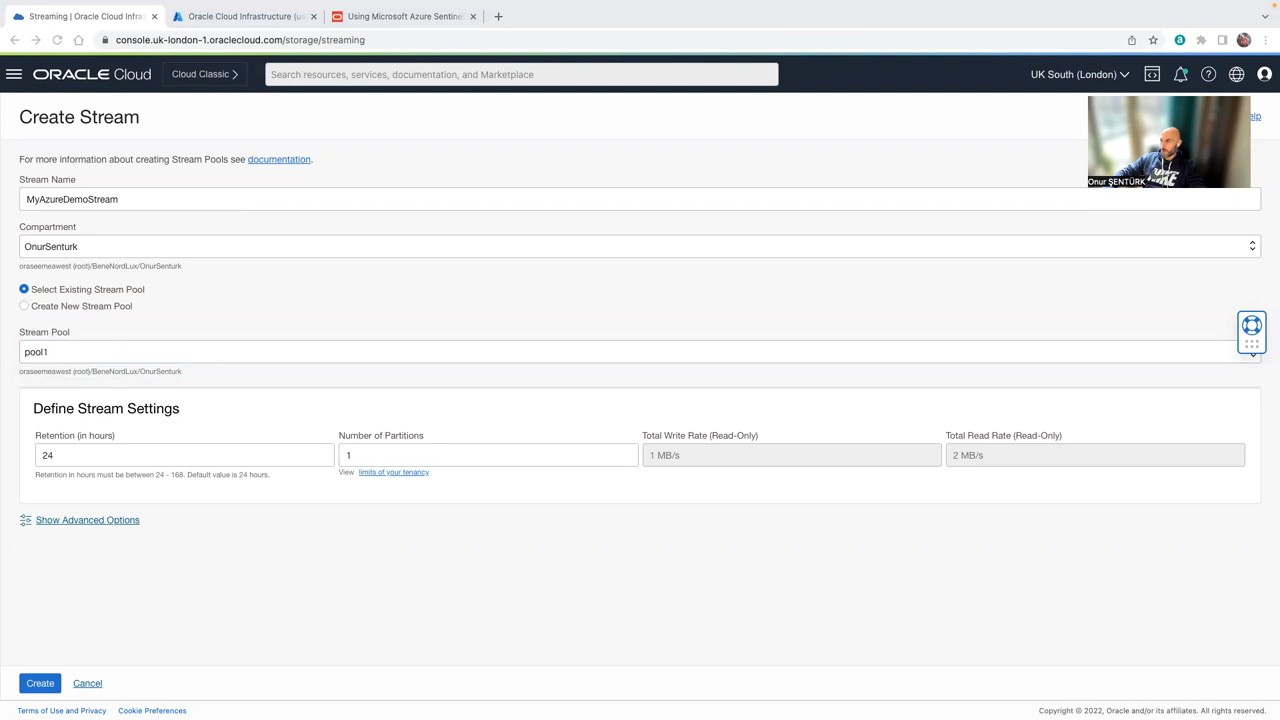 Streaming | Oracle Cloud Infras
Oracle Cloud Infrastructure (us
Using Microsoft Azure Sentine
console.uk-london-1.oraclecloud.com/storage/streaming
ORACLE Cloud
Cloud Classic
Search resources, services, documentation, and Marketplace
UK South (London)
Create Stream
elp
For more information about creating Stream Pools see documentation.
Stream Name
Onur ŞENTÜRK
MyAzureDemoStream
Compartment
OnurSenturk
oraseemeawest (root)/BeneNordLux/OnurSenturk
Select Existing Stream Pool
Create New Stream Pool
Stream Pool
pool1
oraseemeawest (root)/BeneNordLux/OnurSenturk
Define Stream Settings
Retention (in hours)
Number of Partitions
Total Write Rate (Read-Only)
Total Read Rate (Read-Only)
24
1
1 MB/s
2 MB/s
Retention in hours must be between 24 - 168. Default value is 24 hours.
View limits of your tenancy
Show Advanced Options
Create
Cancel
Terms of Use and Privacy
Cookie Preferences
Copyright © 2022, Oracle and/or its affiliates. All rights reserved.